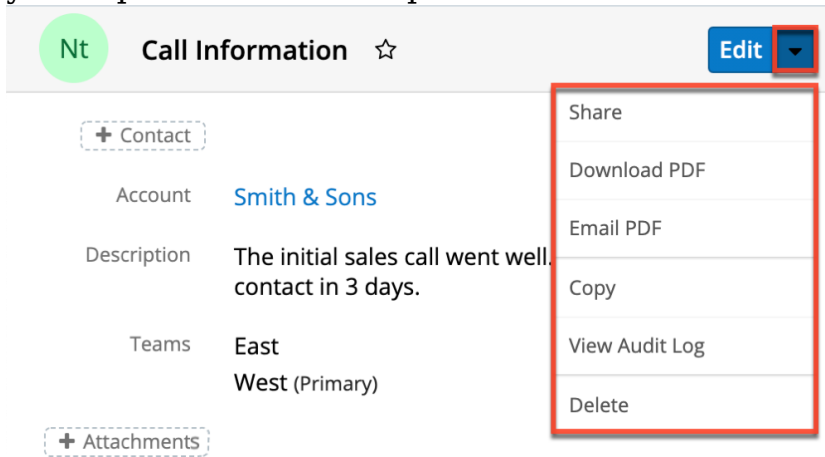 Nt Call Information Edit
Share
+ Contact
Download PDF
Account Smith & Sons
Email PDF
Description The initial sales call went well.
contact in 3 days.
Copy
Teams East
View Audit Log
West (Primary)
Delete
+ Attachments